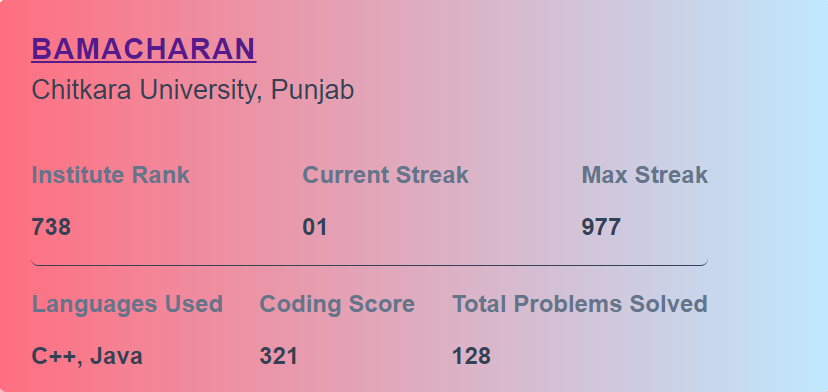 BAMACHARAN
Chitkara University, Punjab
Institute Rank Current Streak Max Streak
738 01 977
Languages Used Coding Score Total Problems Solved
C++, Java 321 128